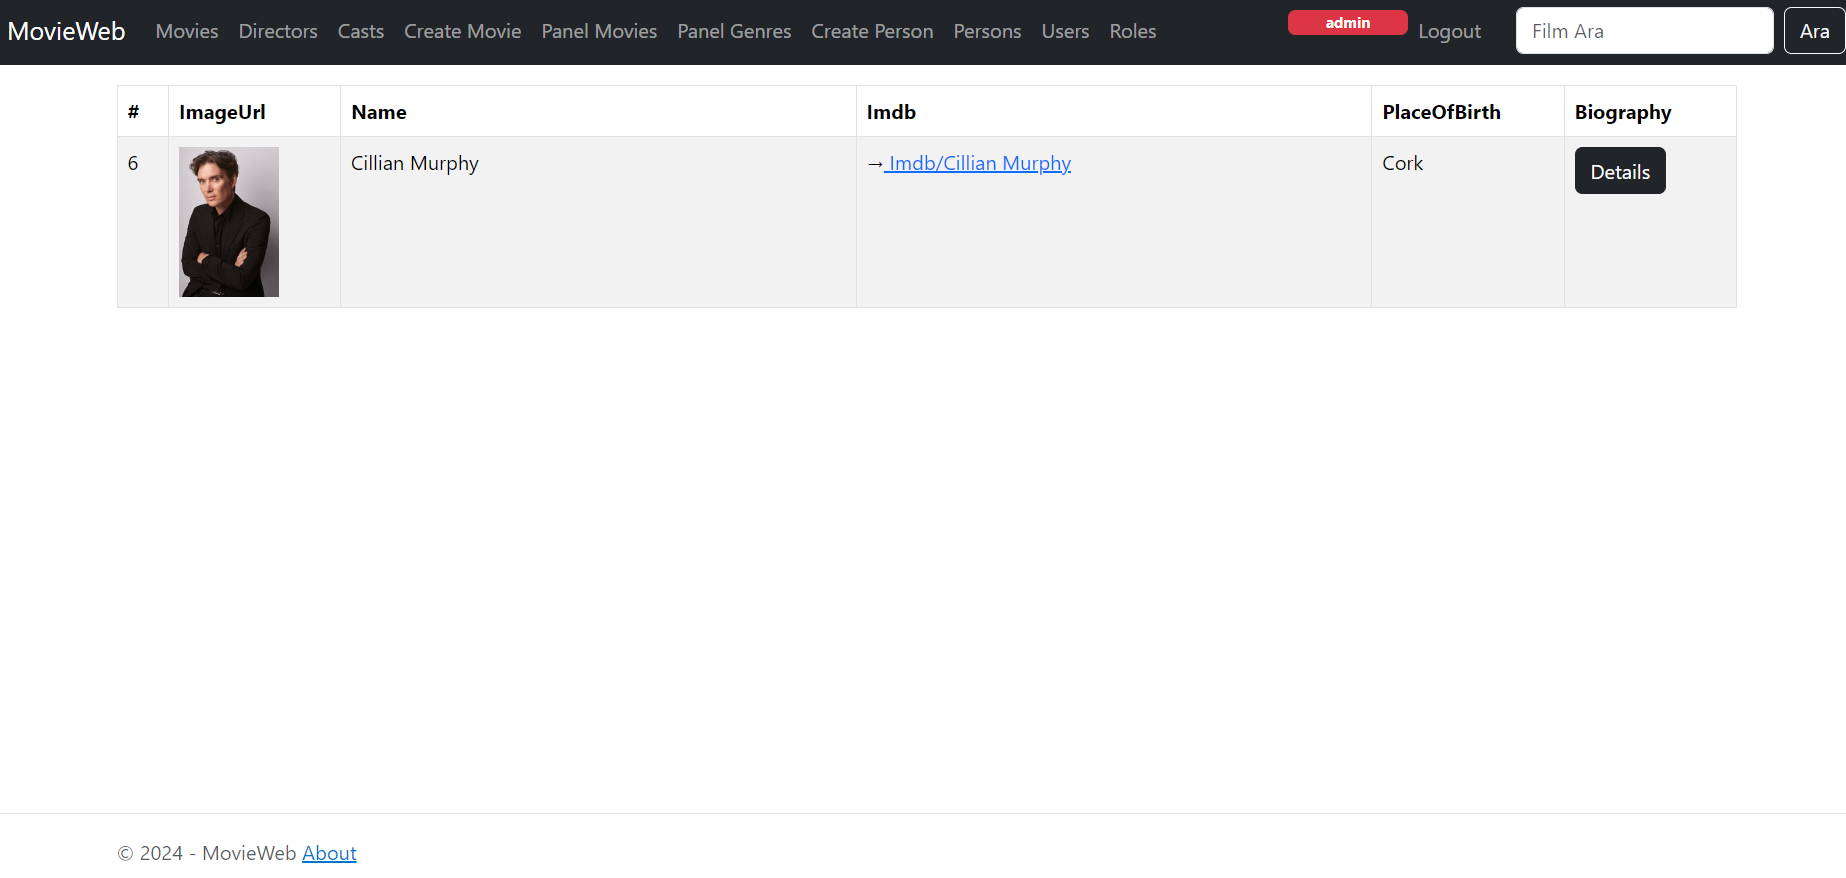 MovieWeb Movies Directors Casts Create Movie Panel Movies Panel Genres Create Person Persons Users Roles admin Logout Film Ara Ara
# ImageUrl Name Imdb PlaceOfBirth Biography
6 Cillian Murphy → Imdb/Cillian Murphy Cork Details
© 2024 - MovieWeb About